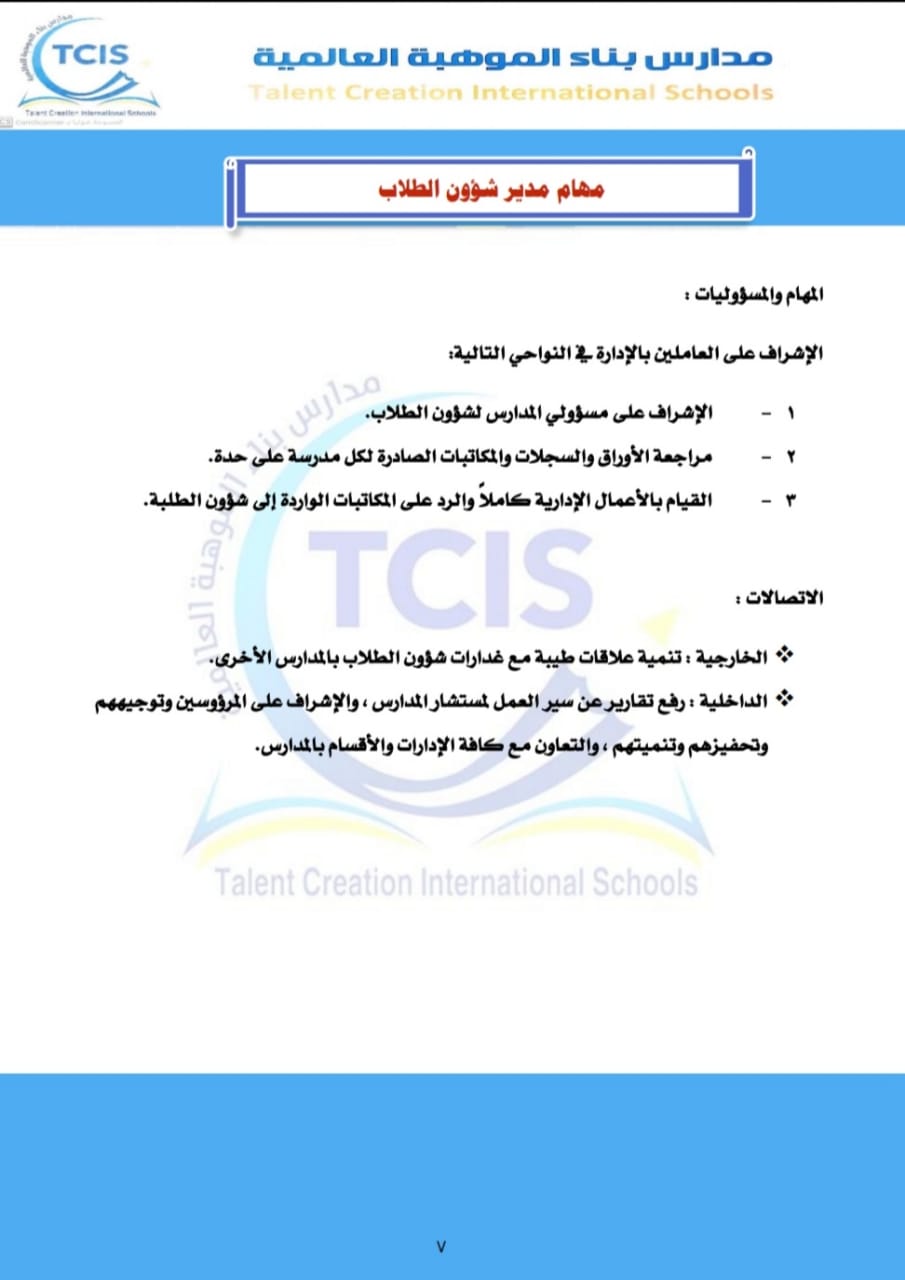 TCIS
Talent Creation International Schools
مدارس بناء الموهبة العالمية
Talent Creation International Schools
مهام مدير شؤون الطلاب
المهام والمسؤوليات :
الإشراف على العاملين بالإدارة في النواحي التالية:
١ - الإشراف على مسؤولي المدارس لشؤون الطلاب.
٢ - مراجعة الأوراق والسجلات والمكاتبات الصادرة لكل مدرسة على حدة.
٣ - القيام بالأعمال الإدارية كاملاً والرد على المكاتبات الواردة إلى شؤون الطلبة.
الاتصالات :
❖ الخارجية : تنمية علاقات طيبة مع غدارات شؤون الطلاب بالمدارس الأخرى.
❖ الداخلية : رفع تقارير عن سير العمل لمستشار المدارس ، والإشراف على المرؤوسين وتوجيههم
وتحفيزهم وتنميتهم ، والتعاون مع كافة الإدارات والأقسام بالمدارس.
مدارس بناء الموهبة العالمية
TCIS
Talent Creation International Schools
٧